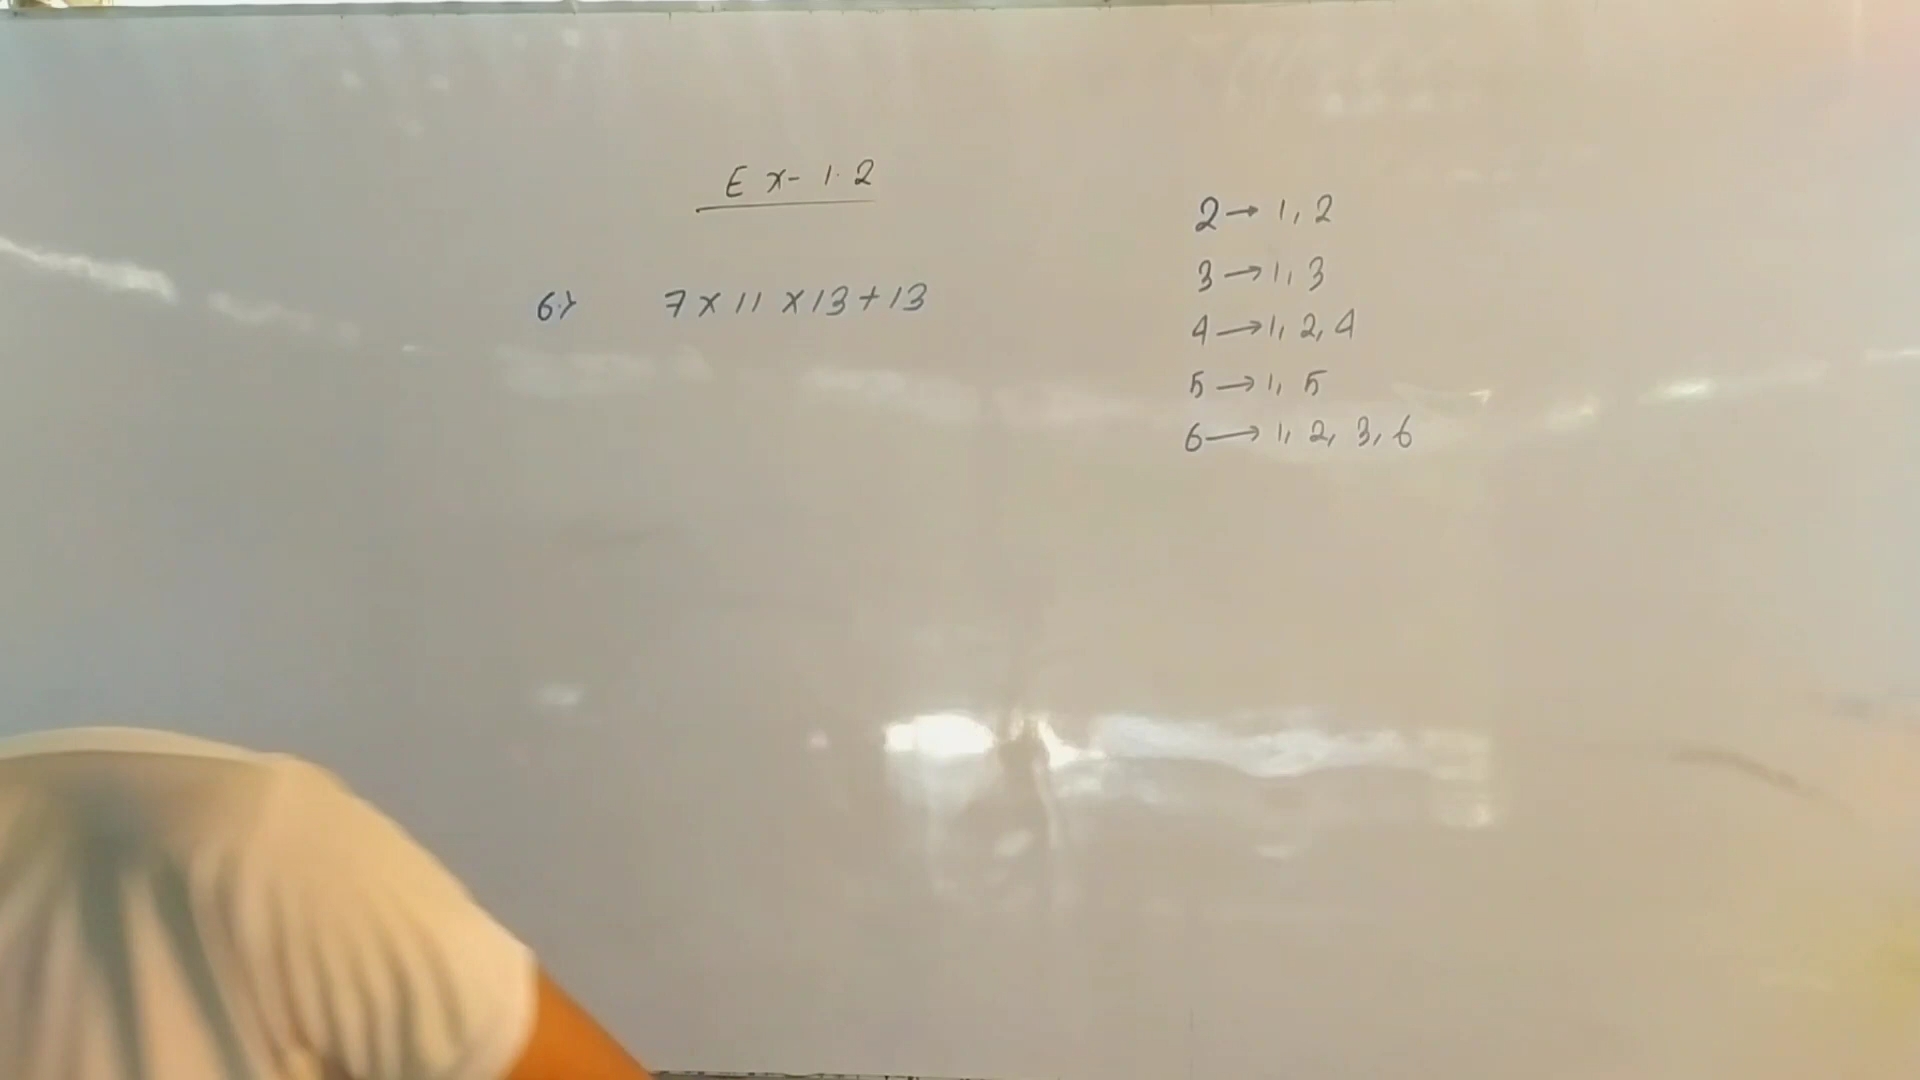 Ex- 1.2
6.> 7 x 11 x 13 + 13
2 → 1, 2
3 → 1, 3
4 → 1, 2, 4
5 → 1, 5
6 → 1, 2, 3, 6